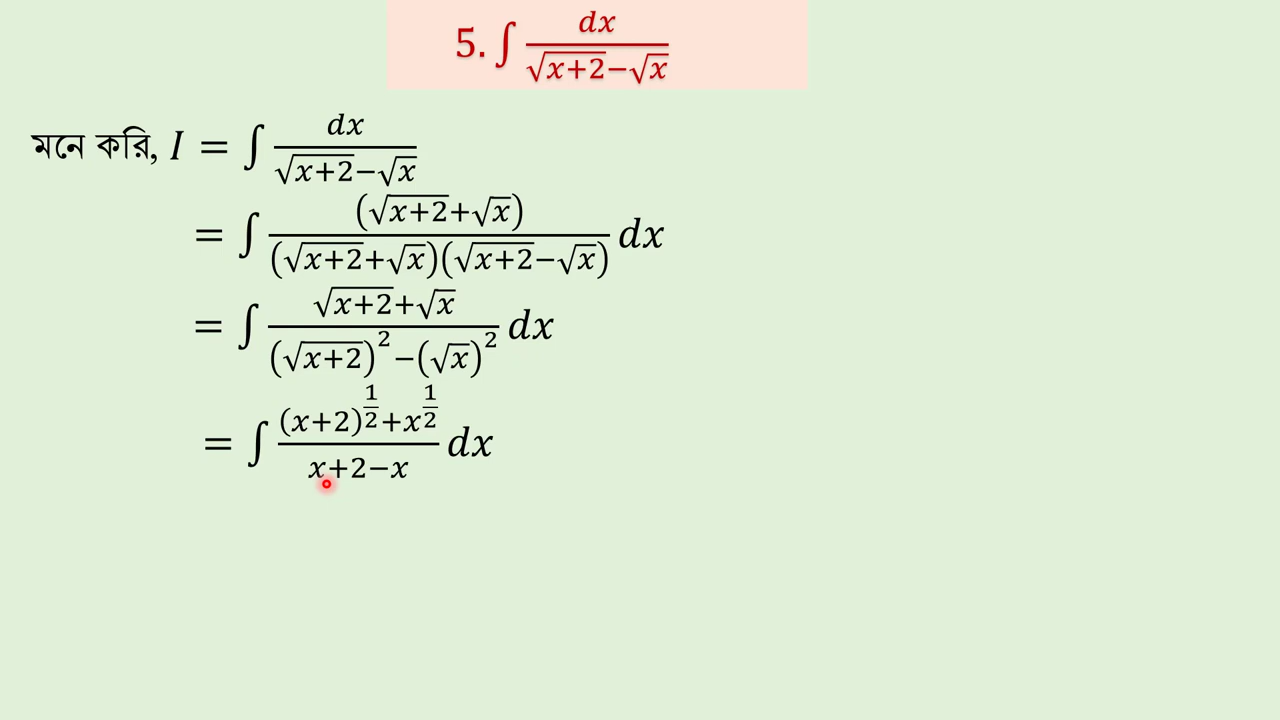 5. ∫ dx/(√(x+2)−√x)
মনে করি, I = ∫ dx/(√(x+2)−√x)
= ∫ (√(x+2)+√x)/((√(x+2)+√x)(√(x+2)−√x)) dx
= ∫ (√(x+2)+√x)/((√(x+2))²−(√x)²) dx
= ∫ ((x+2)^(1/2)+x^(1/2))/(x+2−x) dx